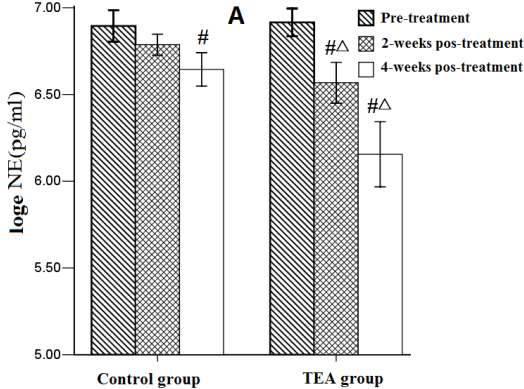 A
Pre-treatment
2-weeks pos-treatment
4-weeks pos-treatment
loge NE(pg/ml)
7.00
6.50
6.00
5.50
5.00
#
#△
#△
Control group
TEA group